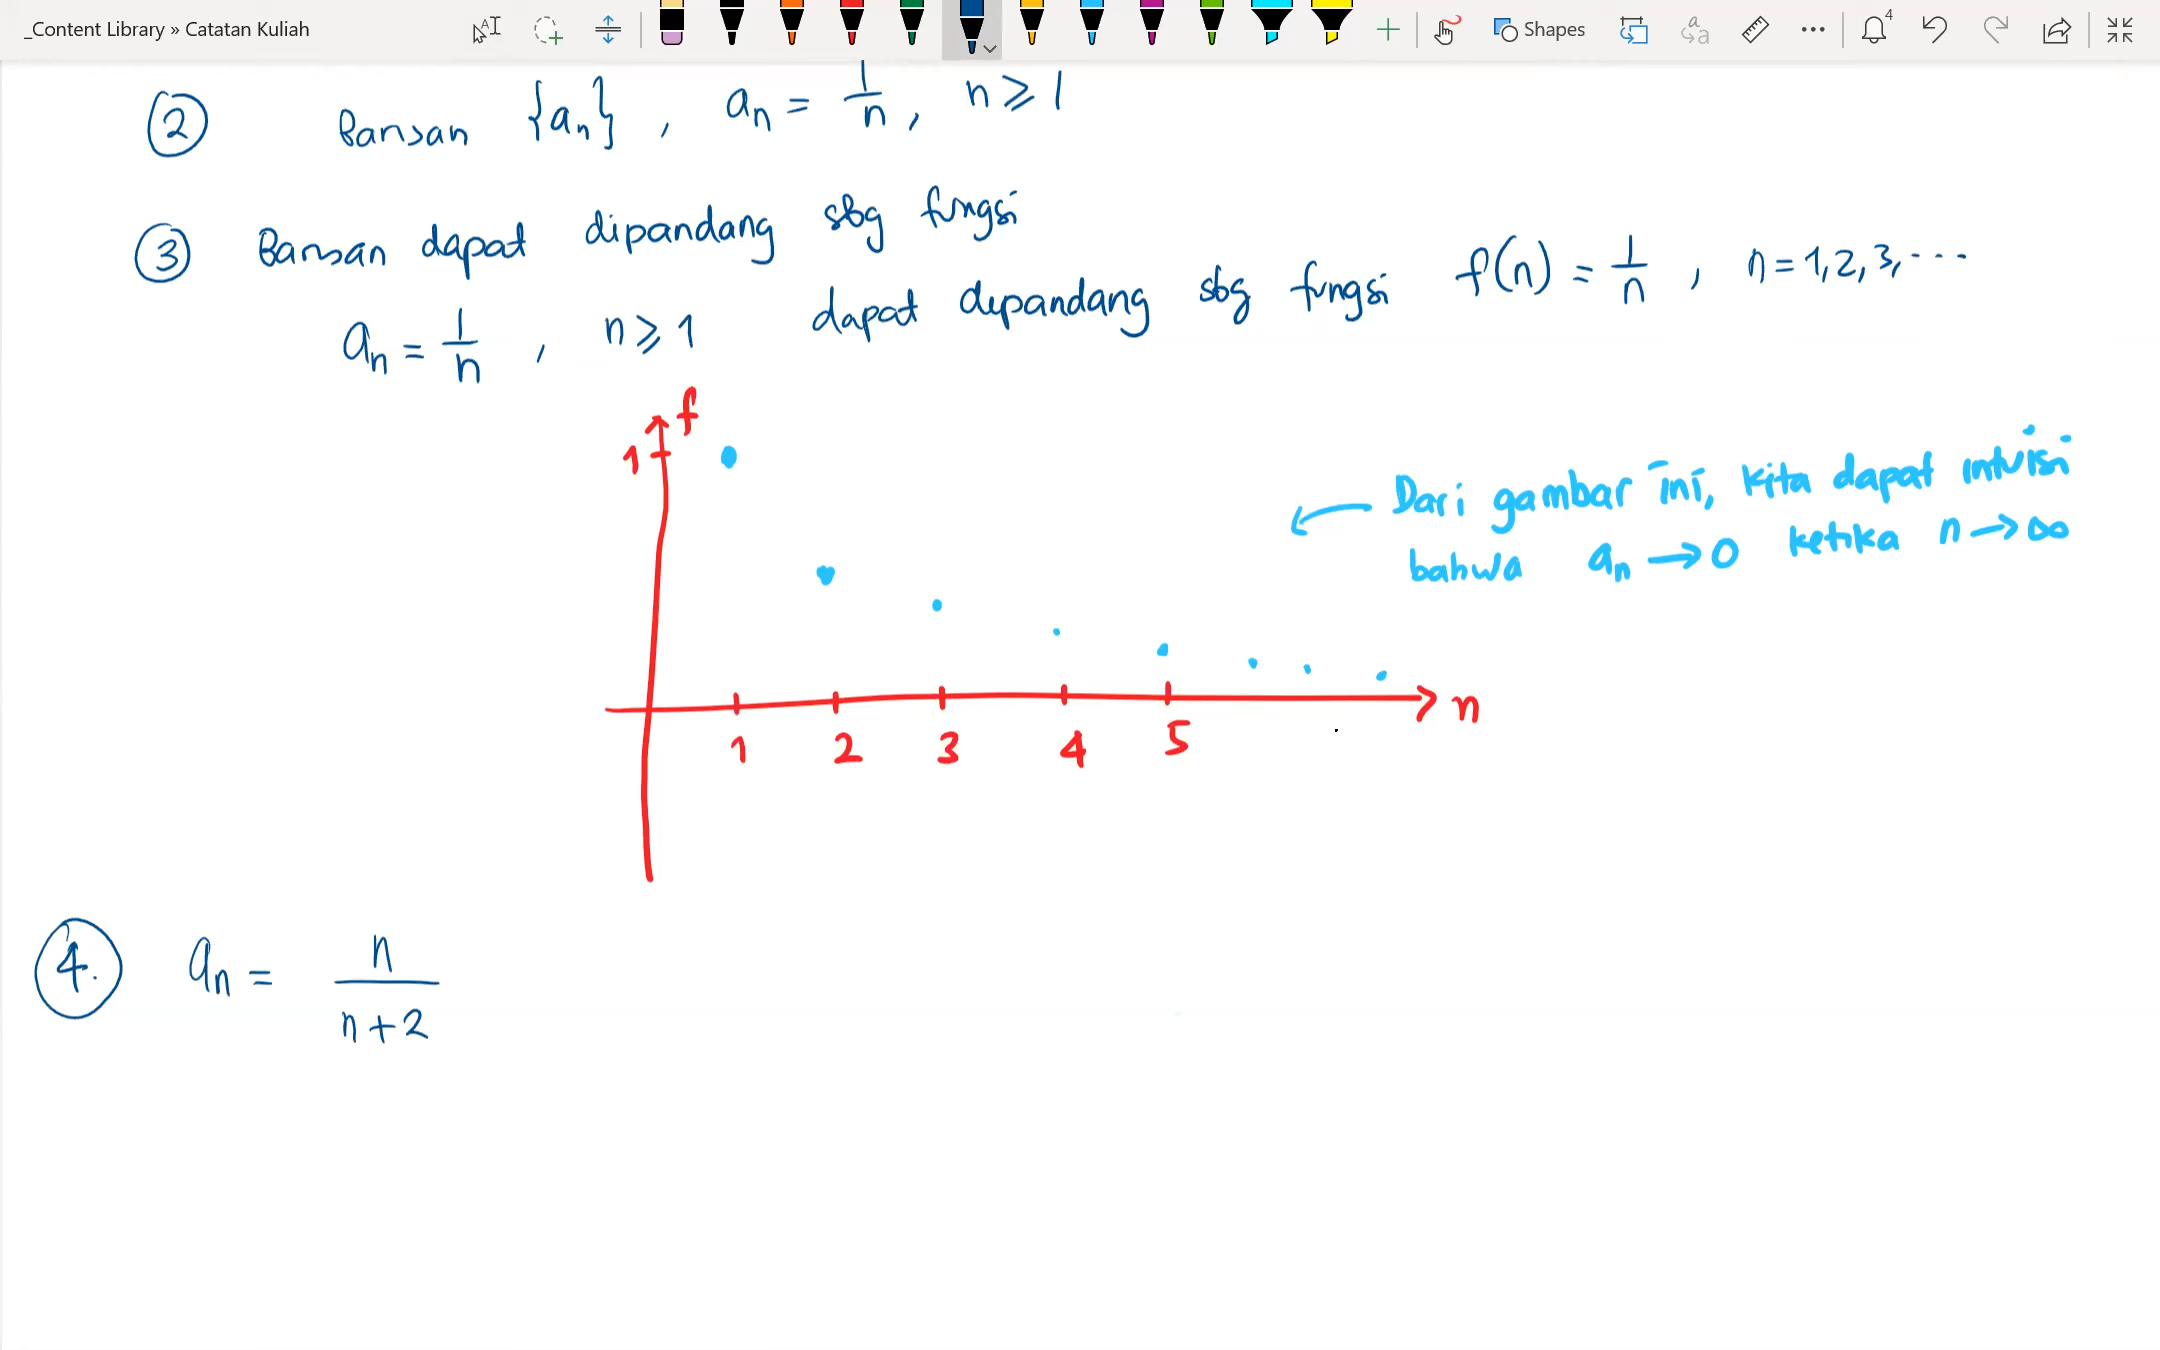 _Content Library » Catatan Kuliah
Shapes
4
② Barisan {aₙ}, aₙ = 1/n, n ≥ 1
③ Barisan dapat dipandang sbg fungsi
aₙ = 1/n, n ≥ 1 dapat dipandang sbg fungsi f(n) = 1/n, n = 1,2,3,...
f
1
Dari gambar ini, kita dapat intuisi
bahwa aₙ → 0 ketika n → ∞
n
1 2 3 4 5
④. aₙ = n/(n+2)